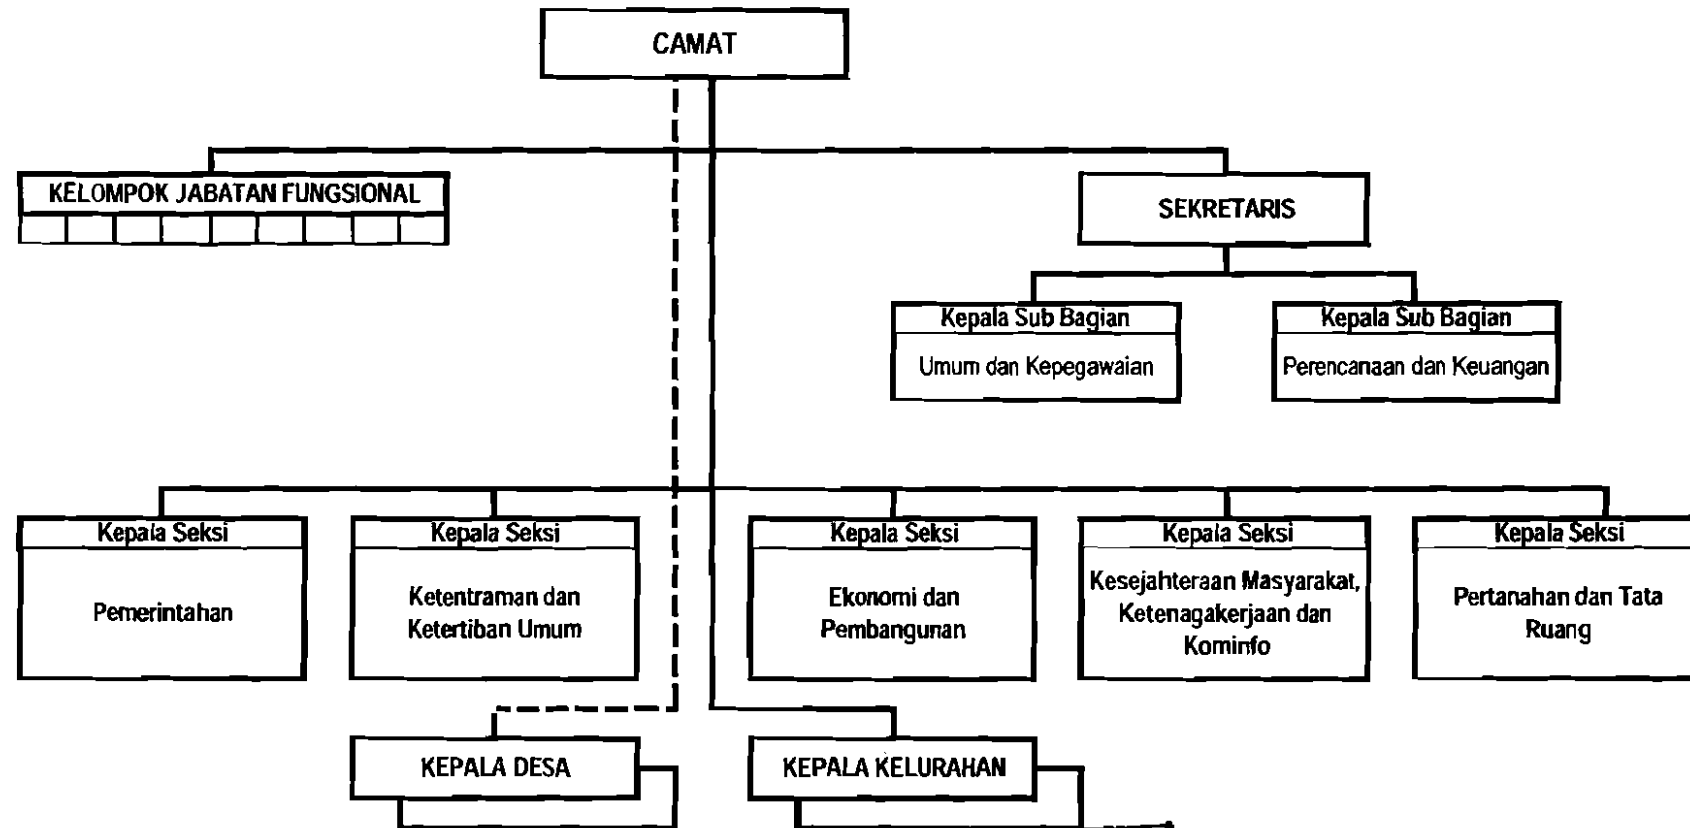 CAMAT
KELOMPOK JABATAN FUNGSIONAL
SEKRETARIS
Kepala Sub Bagian
Umum dan Kepegawaian
Kepala Sub Bagian
Perencanaan dan Keuangan
Kepala Seksi
Pemerintahan
Kepala Seksi
Ketentraman dan
Ketertiban Umum
Kepala Seksi
Ekonomi dan
Pembangunan
Kepala Seksi
Kesejahteraan Masyarakat,
Ketenagakerjaan dan
Kominfo
Kepala Seksi
Pertanahan dan Tata
Ruang
KEPALA DESA
KEPALA KELURAHAN